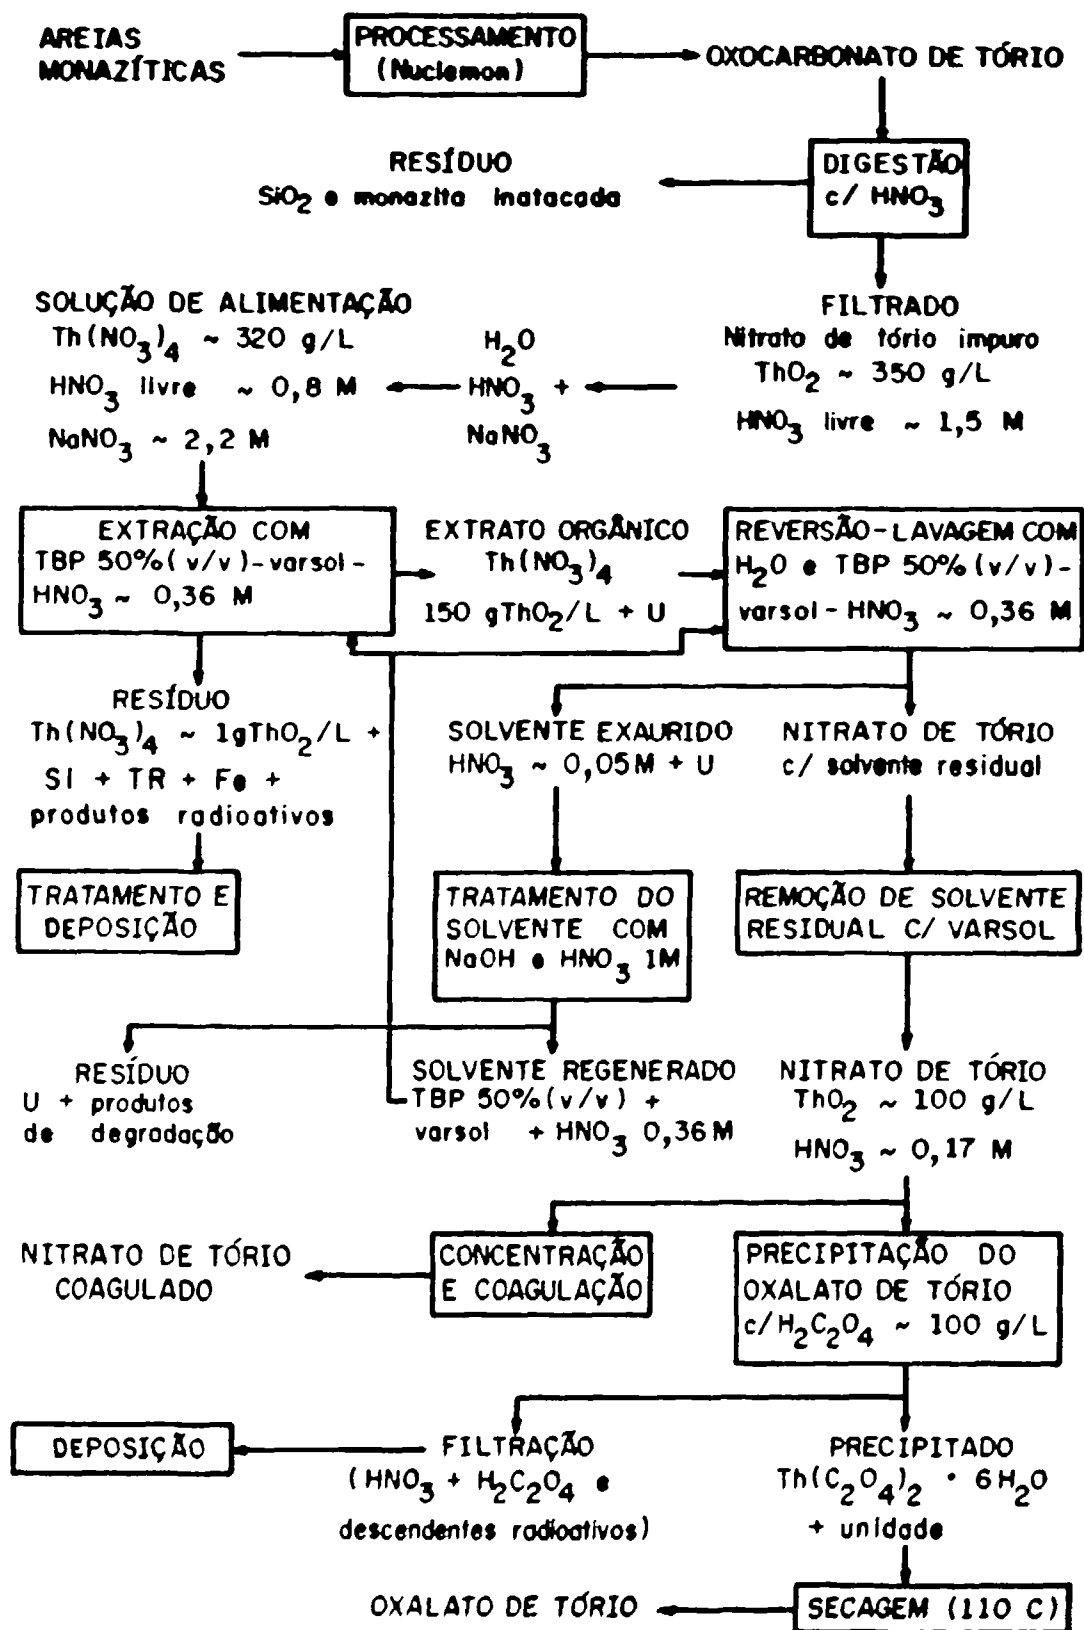 AREIAS
MONAZÍTICAS
PROCESSAMENTO
(Nuclemon)
OXOCARBONATO DE TÓRIO
RESÍDUO
SiO2 e monazita inatacada
DIGESTÃO
c/ HNO3
SOLUÇÃO DE ALIMENTAÇÃO
Th(NO3)4 ~ 320 g/L
HNO3 livre ~ 0,8 M
NaNO3 ~ 2,2 M
H2O
HNO3 +
NaNO3
FILTRADO
Nitrato de tório impuro
ThO2 ~ 350 g/L
HNO3 livre ~ 1,5 M
EXTRAÇÃO COM
TBP 50%(v/v)-varsol-
HNO3 ~ 0,36 M
EXTRATO ORGÂNICO
Th(NO3)4
150 gThO2/L + U
REVERSÃO-LAVAGEM COM
H2O e TBP 50%(v/v)-
varsol-HNO3 ~ 0,36 M
RESÍDUO
Th(NO3)4 ~ 1gThO2/L +
SI + TR + Fe +
produtos radioativos
SOLVENTE EXAURIDO
HNO3 ~ 0,05M + U
NITRATO DE TÓRIO
c/ solvente residual
TRATAMENTO E
DEPOSIÇÃO
TRATAMENTO DO
SOLVENTE COM
NaOH e HNO3 1M
REMOÇÃO DE SOLVENTE
RESIDUAL C/ VARSOL
RESÍDUO
U + produtos
de degradação
SOLVENTE REGENERADO
TBP 50%(v/v) +
varsol + HNO3 0,36M
NITRATO DE TÓRIO
ThO2 ~ 100 g/L
HNO3 ~ 0,17 M
NITRATO DE TÓRIO
COAGULADO
CONCENTRAÇÃO
E COAGULAÇÃO
PRECIPITAÇÃO DO
OXALATO DE TÓRIO
c/H2C2O4 ~ 100 g/L
DEPOSIÇÃO
FILTRAÇÃO
(HNO3 + H2C2O4 e
descendentes radioativos)
PRECIPITADO
Th(C2O4)2 • 6H2O
+ unidade
OXALATO DE TÓRIO
SECAGEM (110 C)